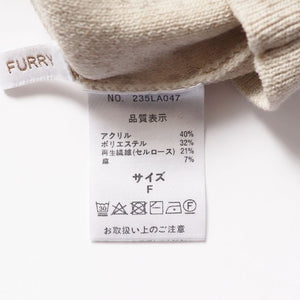 FURRY
NO. 235LA047
品質表示
アクリル 40%
ポリエステル 32%
再生繊維(セルロース) 21%
麻 7%
サイズ
F
30 F
お取扱い上のご注意